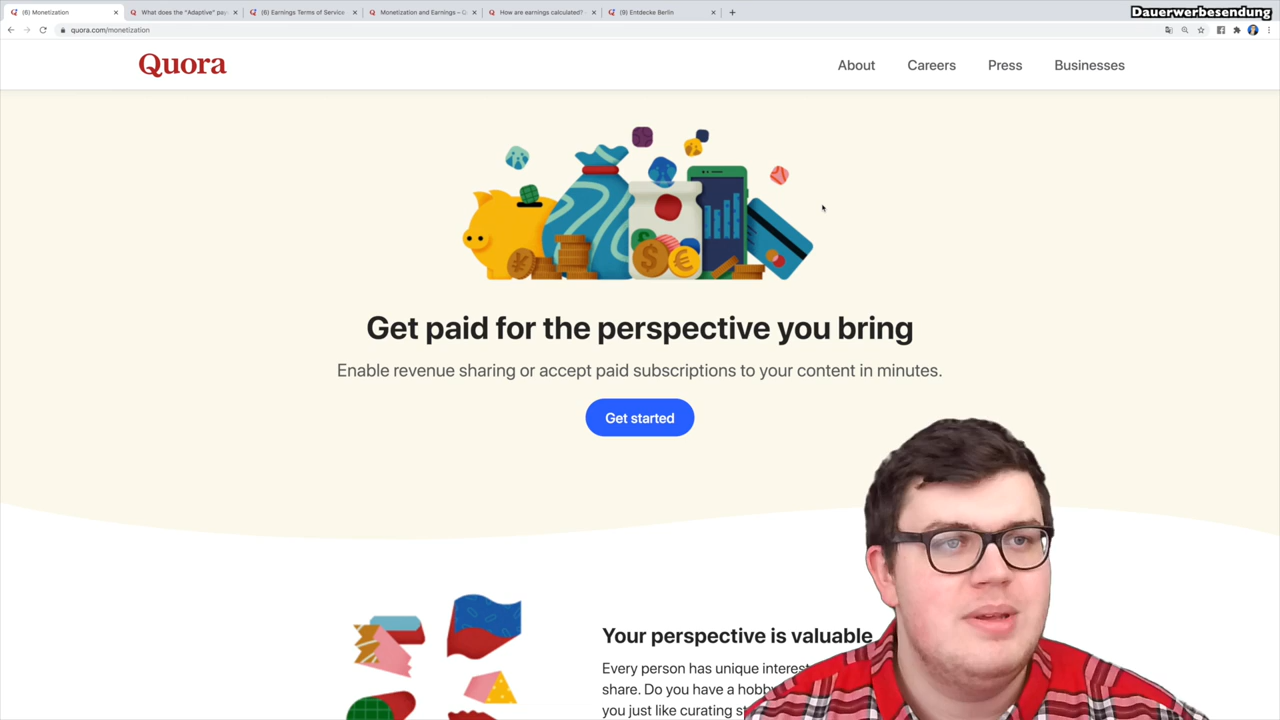 (6) Monetization
What does the "Adaptive" pay
(6) Earnings Terms of Service
Monetization and Earnings – Q
How are earnings calculated?
(9) Entdecke Berlin
Dauerwerbesendung
quora.com/monetization
Quora
About
Careers
Press
Businesses
Get paid for the perspective you bring
Enable revenue sharing or accept paid subscriptions to your content in minutes.
Get started
Your perspective is valuable
Every person has unique interest
share. Do you have a hobby
you just like curating